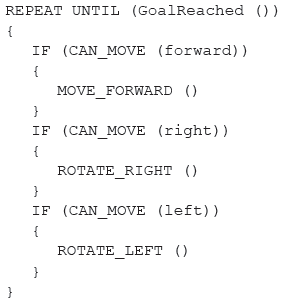 REPEAT UNTIL (GoalReached ())
{
IF (CAN_MOVE (forward))
{
MOVE_FORWARD ()
}
IF (CAN_MOVE (right))
{
ROTATE_RIGHT ()
}
IF (CAN_MOVE (left))
{
ROTATE_LEFT ()
}
}